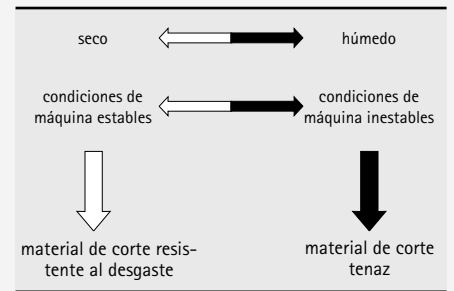 seco
húmedo
condiciones de
máquina estables
condiciones de
máquina inestables
material de corte resis-
tente al desgaste
material de corte
tenaz